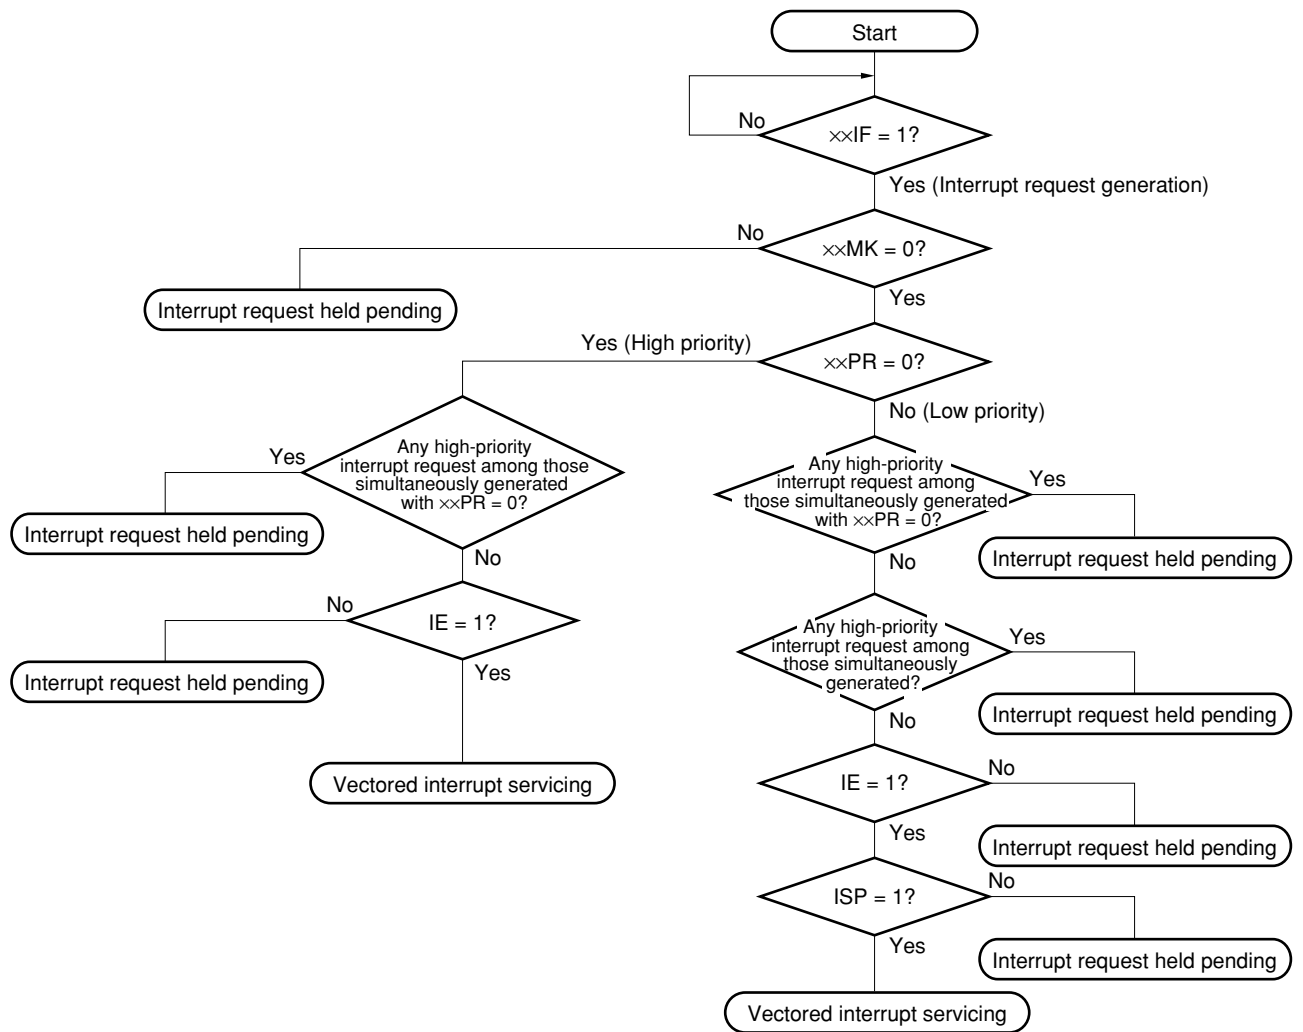 Start
No
××IF = 1?
Yes (Interrupt request generation)
No
××MK = 0?
Interrupt request held pending
Yes
Yes (High priority)
××PR = 0?
No (Low priority)
Yes
Any high-priority
interrupt request among those
simultaneously generated
with ××PR = 0?
Any high-priority
interrupt request among
those simultaneously generated
with ××PR = 0?
Yes
Interrupt request held pending
No
Interrupt request held pending
No
No
IE = 1?
Any high-priority
interrupt request among
those simultaneously
generated?
Yes
Interrupt request held pending
Yes
Interrupt request held pending
No
Vectored interrupt servicing
IE = 1?
No
Yes
Interrupt request held pending
ISP = 1?
No
Yes
Interrupt request held pending
Vectored interrupt servicing